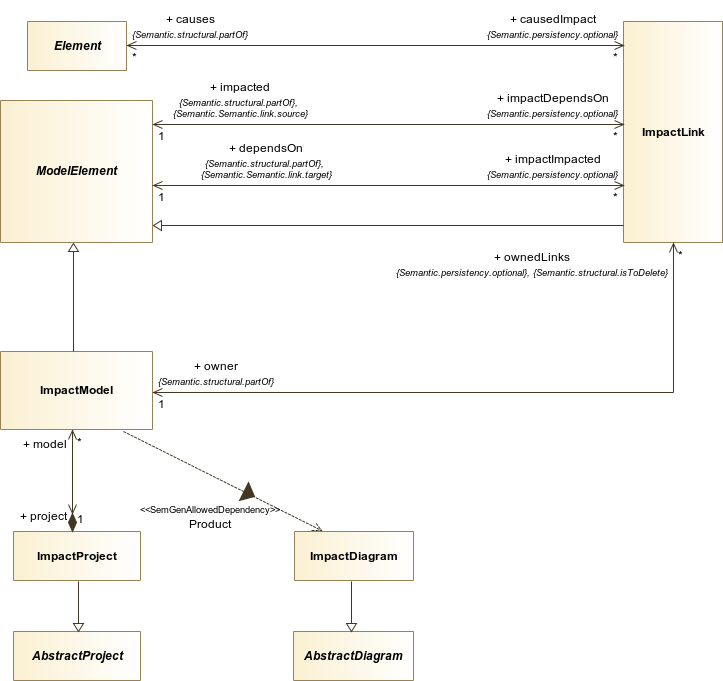 + causes
+ causedImpact
{Semantic.structural.partOf}
{Semantic.persistency.optional}
Element
*
*
+ impacted
{Semantic.structural.partOf},
{Semantic.Semantic.link.source}
+ impactDependsOn
{Semantic.persistency.optional}
1
*
ImpactLink
+ dependsOn
{Semantic.structural.partOf},
{Semantic.Semantic.link.target}
+ impactImpacted
{Semantic.persistency.optional}
ModelElement
1
*
*
+ ownedLinks
{Semantic.persistency.optional}, {Semantic.structural.isToDelete}
+ owner
{Semantic.structural.partOf}
ImpactModel
1
+ model
*
<<SemGenAllowedDependency>>
Product
+ project
1
ImpactProject
ImpactDiagram
AbstractProject
AbstractDiagram